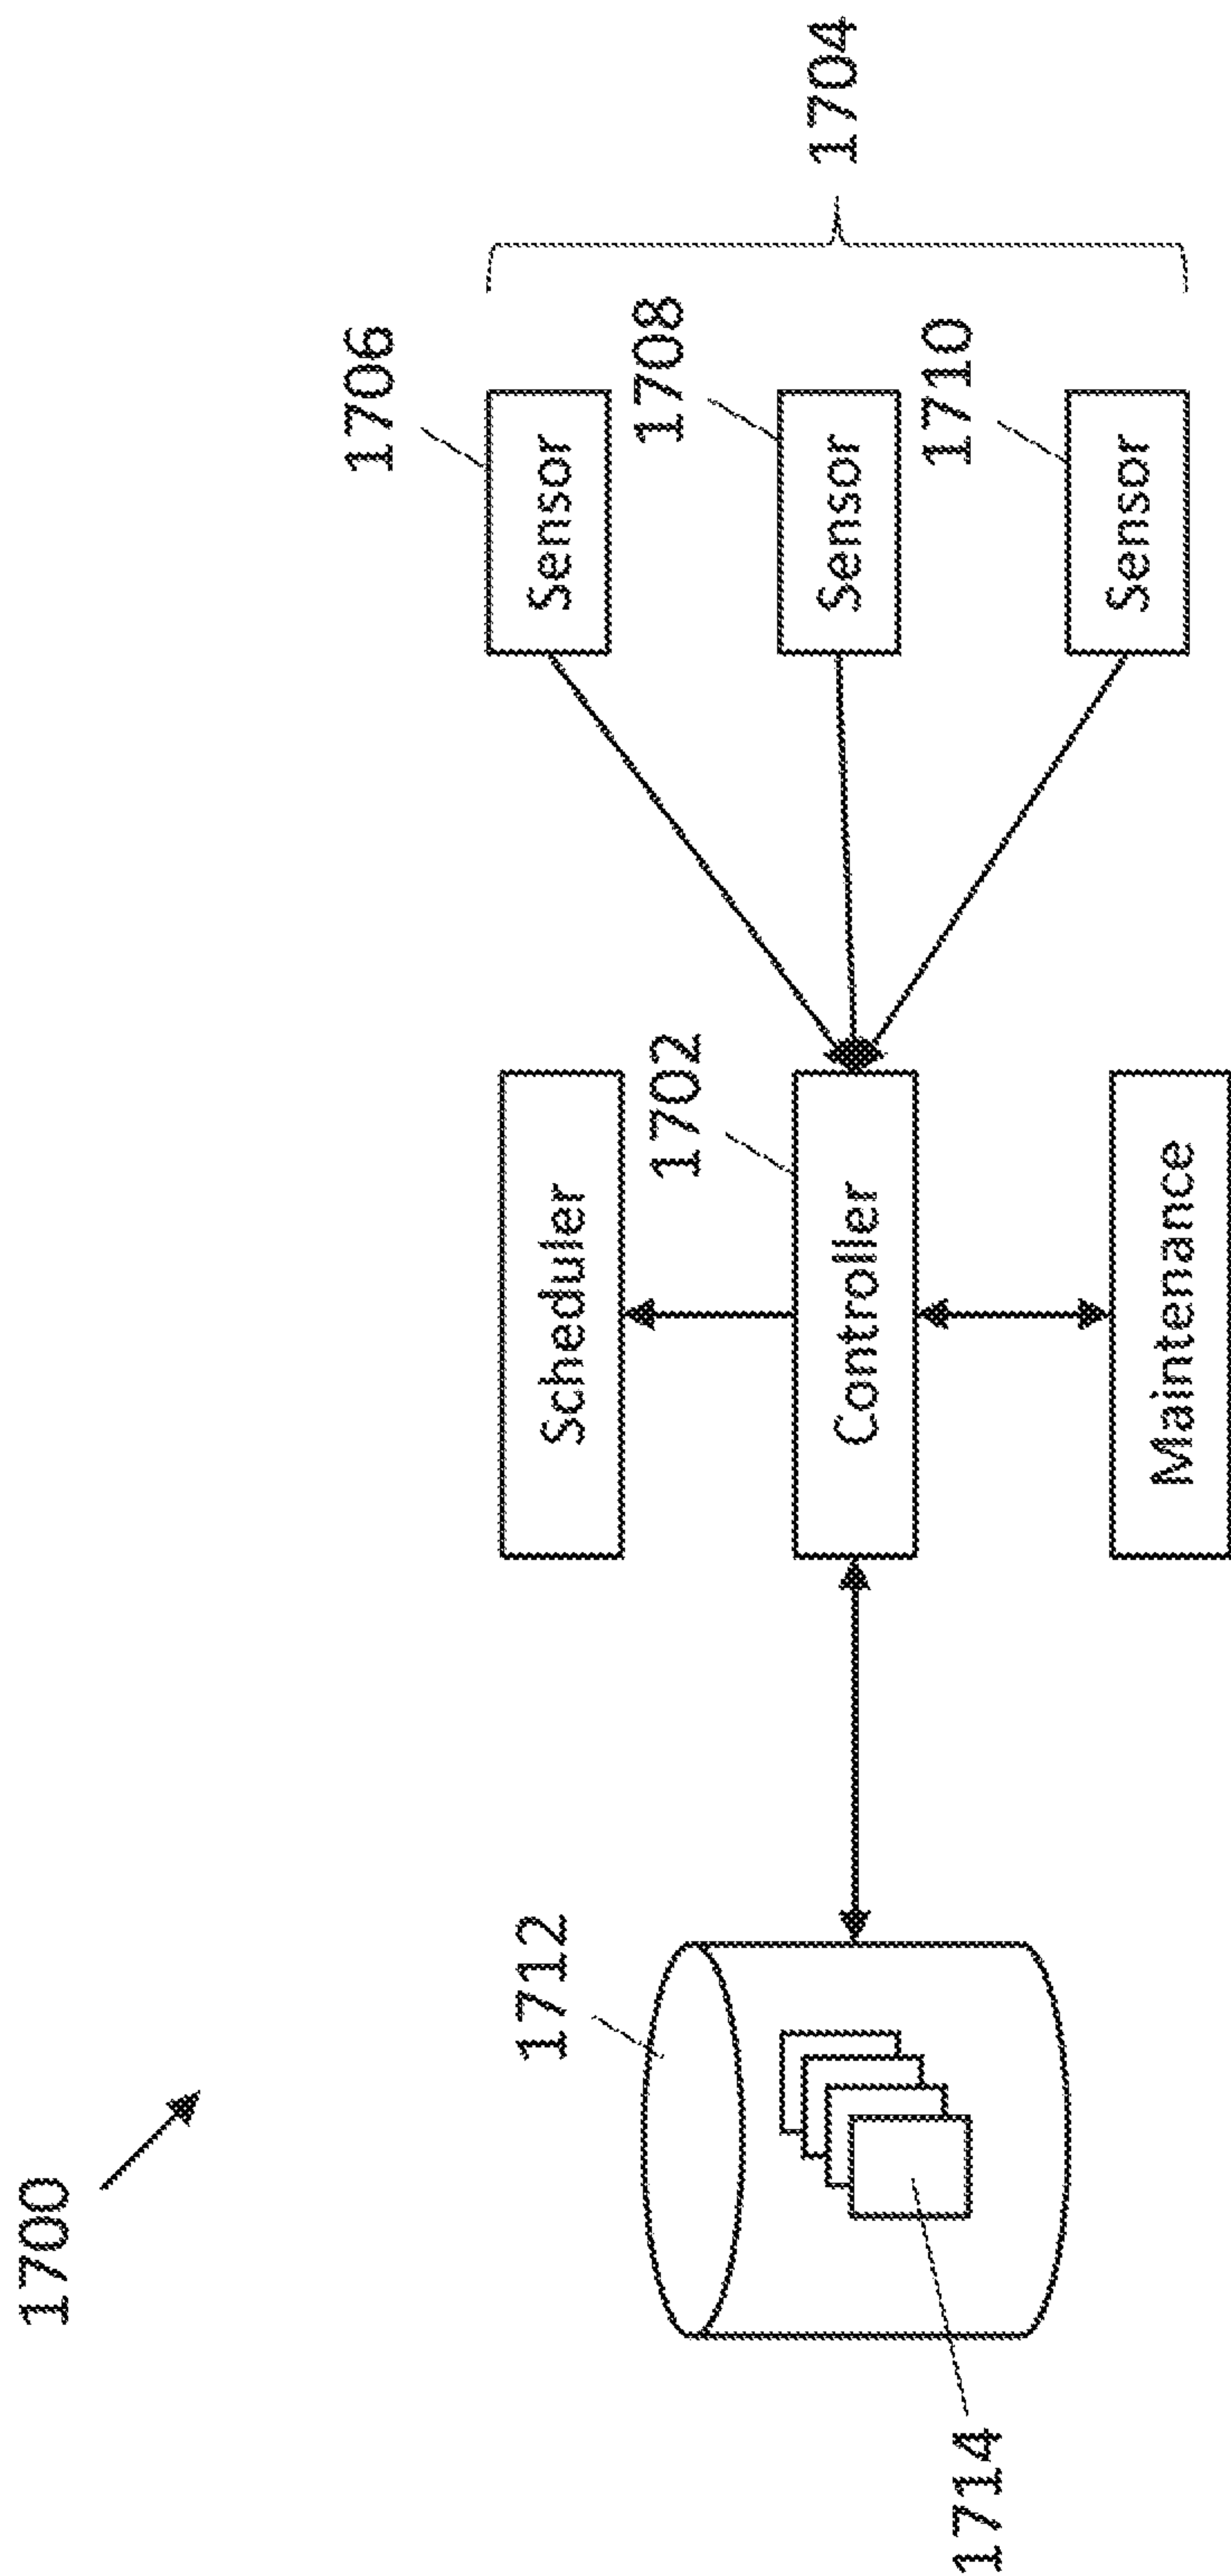 1700
1712
1714
Scheduler
1702
Controller
Maintenance
1706
Sensor
1708
Sensor
1710
Sensor
1704